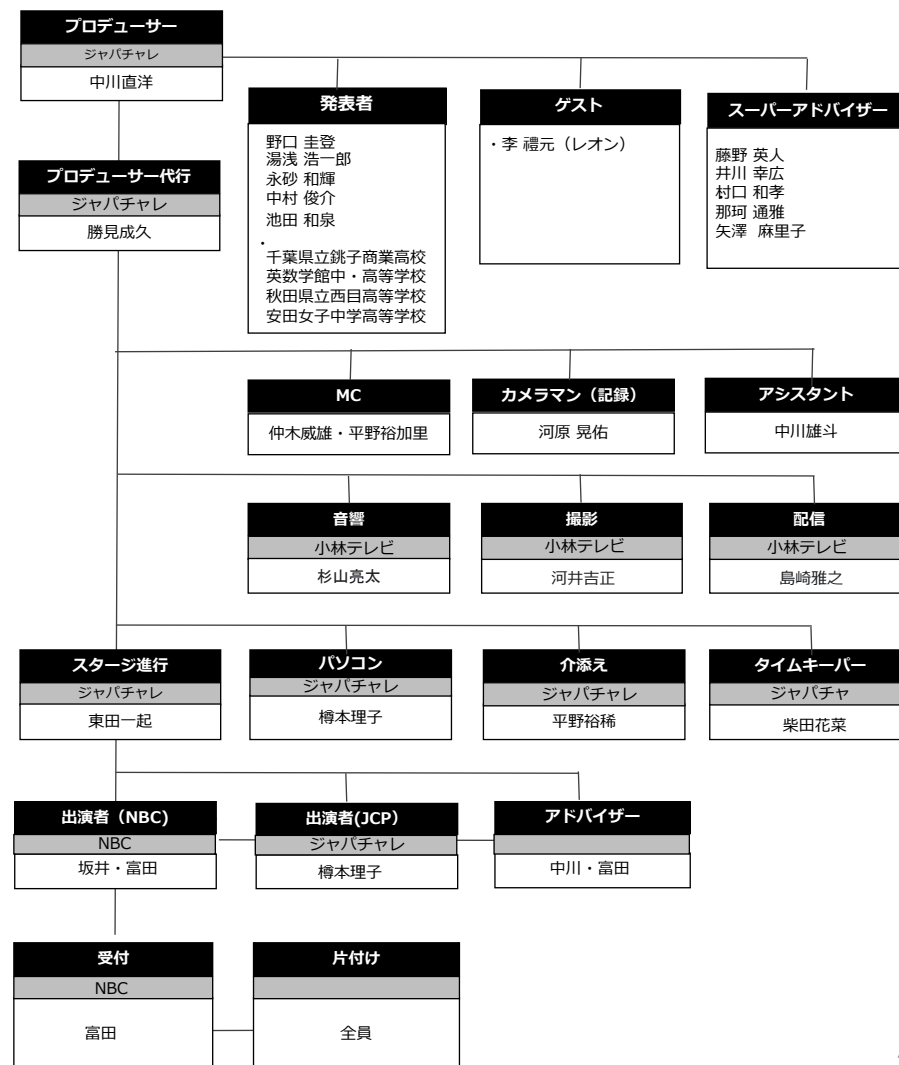 プロデューサー
ジャパチャレ
中川直洋
発表者
野口 圭登
湯浅 浩一郎
永砂 和輝
中村 俊介
池田 和泉
・
千葉県立銚子商業高校
英数学館中・高等学校
秋田県立西目高等学校
安田女子中学高等学校
ゲスト
・李 禮元（レオン）
スーパーアドバイザー
藤野 英人
井川 幸広
村口 和孝
那珂 通雅
矢澤 麻里子
プロデューサー代行
ジャパチャレ
勝見成久
MC
仲木威雄・平野裕加里
カメラマン（記録）
河原 晃佑
アシスタント
中川雄斗
音響
小林テレビ
杉山亮太
撮影
小林テレビ
河井吉正
配信
小林テレビ
島崎雅之
スタージ進行
ジャパチャレ
東田一起
パソコン
ジャパチャレ
樽本理子
介添え
ジャパチャレ
平野裕稀
タイムキーパー
ジャパチャ
柴田花菜
出演者（NBC)
NBC
坂井・富田
出演者(JCP）
ジャパチャレ
樽本理子
アドバイザー
中川・富田
受付
NBC
富田
片付け
全員